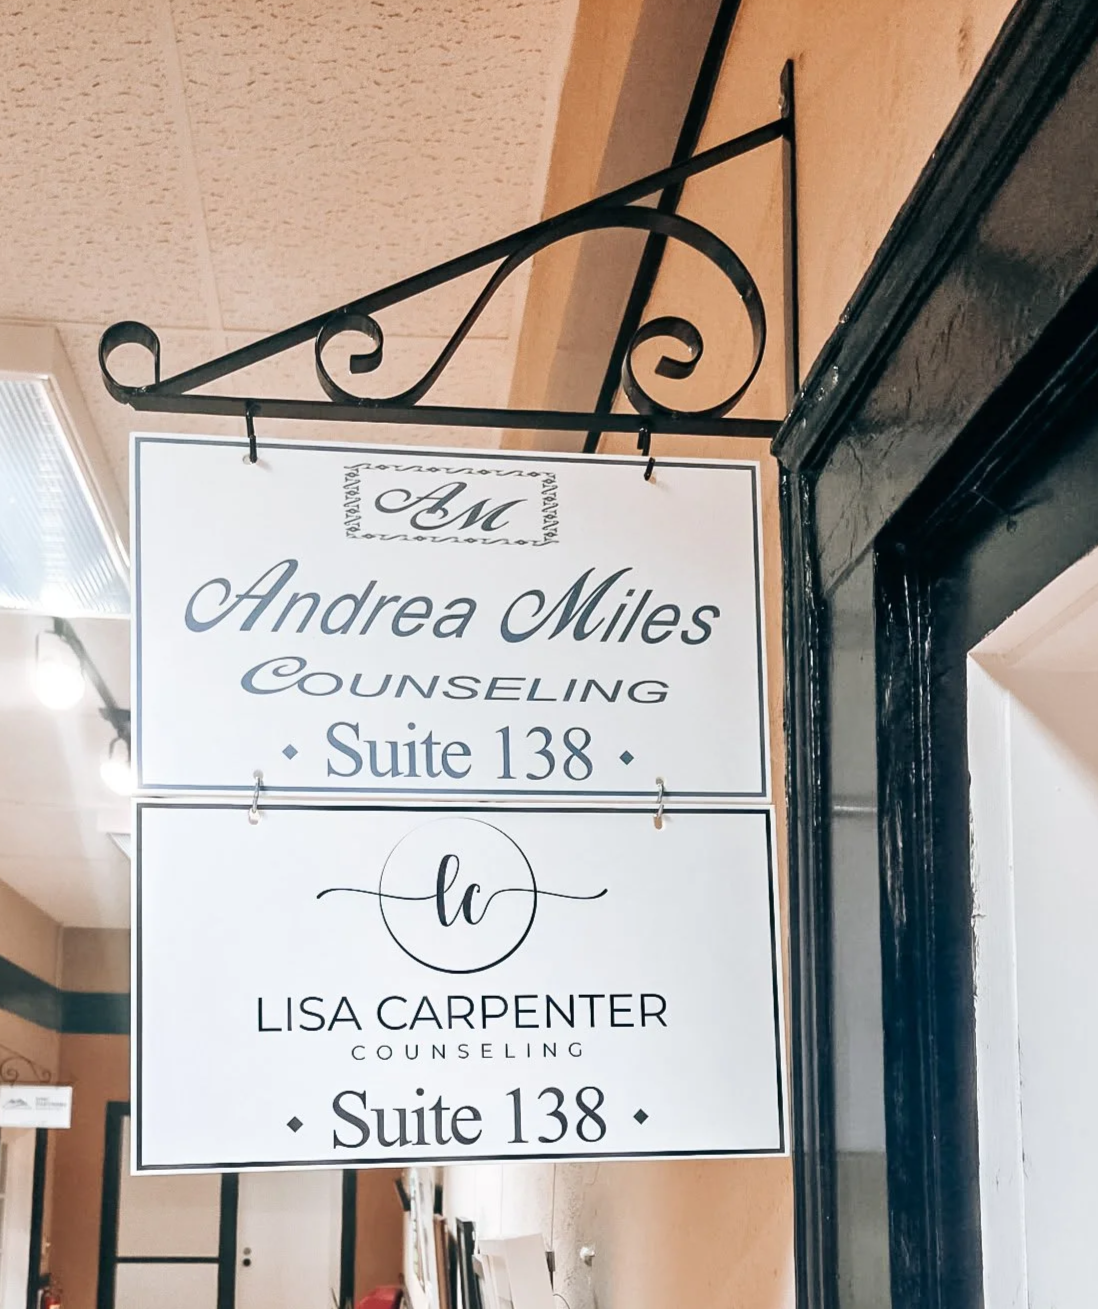 AM
Andrea Miles
COUNSELING
• Suite 138 •
lc
LISA CARPENTER
COUNSELING
• Suite 138 •